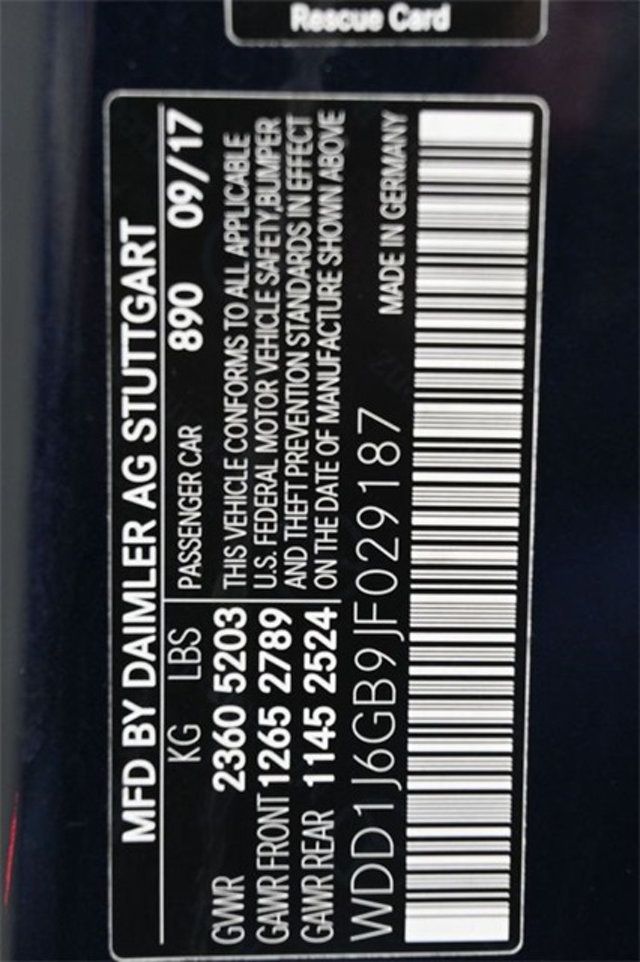 Rescue Card
MFD BY DAIMLER AG STUTTGART
KG LBS PASSENGER CAR 890 09/17
GVWR 2360 5203 THIS VEHICLE CONFORMS TO ALL APPLICABLE
GAWR FRONT 1265 2789 U.S. FEDERAL MOTOR VEHICLE SAFETY,BUMPER
GAWR REAR 1145 2524 AND THEFT PREVENTION STANDARDS IN EFFECT
ON THE DATE OF MANUFACTURE SHOWN ABOVE
WDD1J6GB9JF029187 MADE IN GERMANY